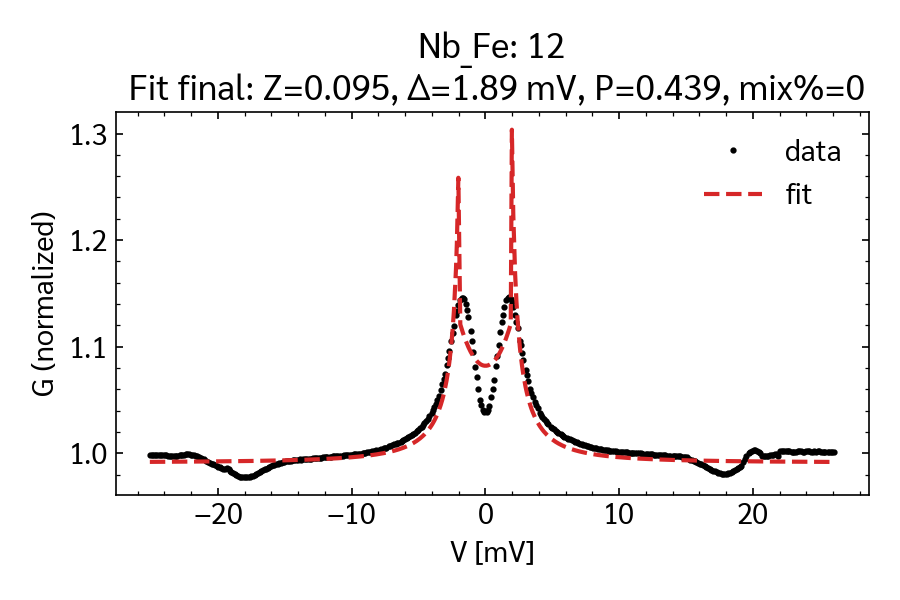 Nb_Fe: 12
Fit final: Z=0.095, Δ=1.89 mV, P=0.439, mix%=0
1.3
1.2
1.1
1.0
G (normalized)
data
fit
−20
−10
0
10
20
V [mV]